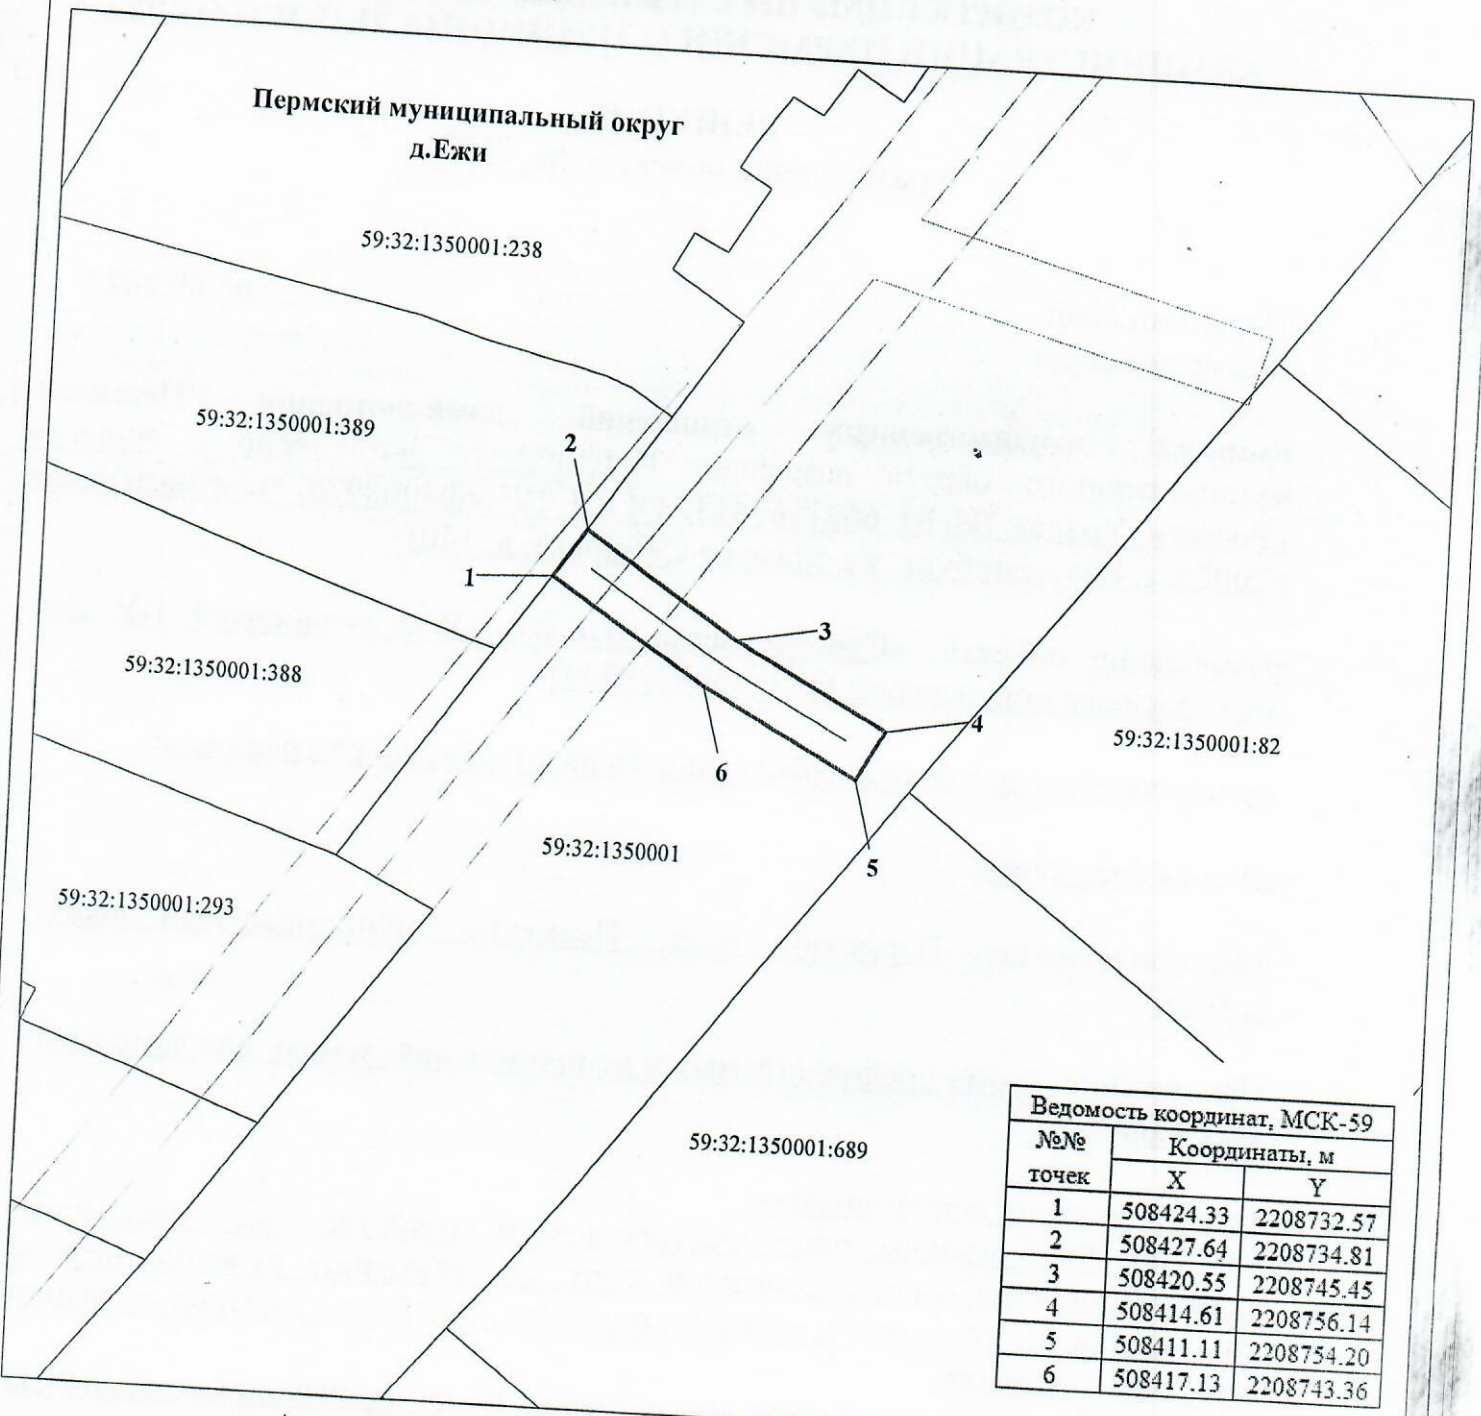 Пермский муниципальный округ
д.Ежи
59:32:1350001:238
59:32:1350001:389
2
1
3
59:32:1350001:388
4
59:32:1350001:82
6
59:32:1350001
5
59:32:1350001:293
59:32:1350001:689
Ведомость координат, МСК-59
№№ точек Координаты, м
X Y
1 508424.33 2208732.57
2 508427.64 2208734.81
3 508420.55 2208745.45
4 508414.61 2208756.14
5 508411.11 2208754.20
6 508417.13 2208743.36